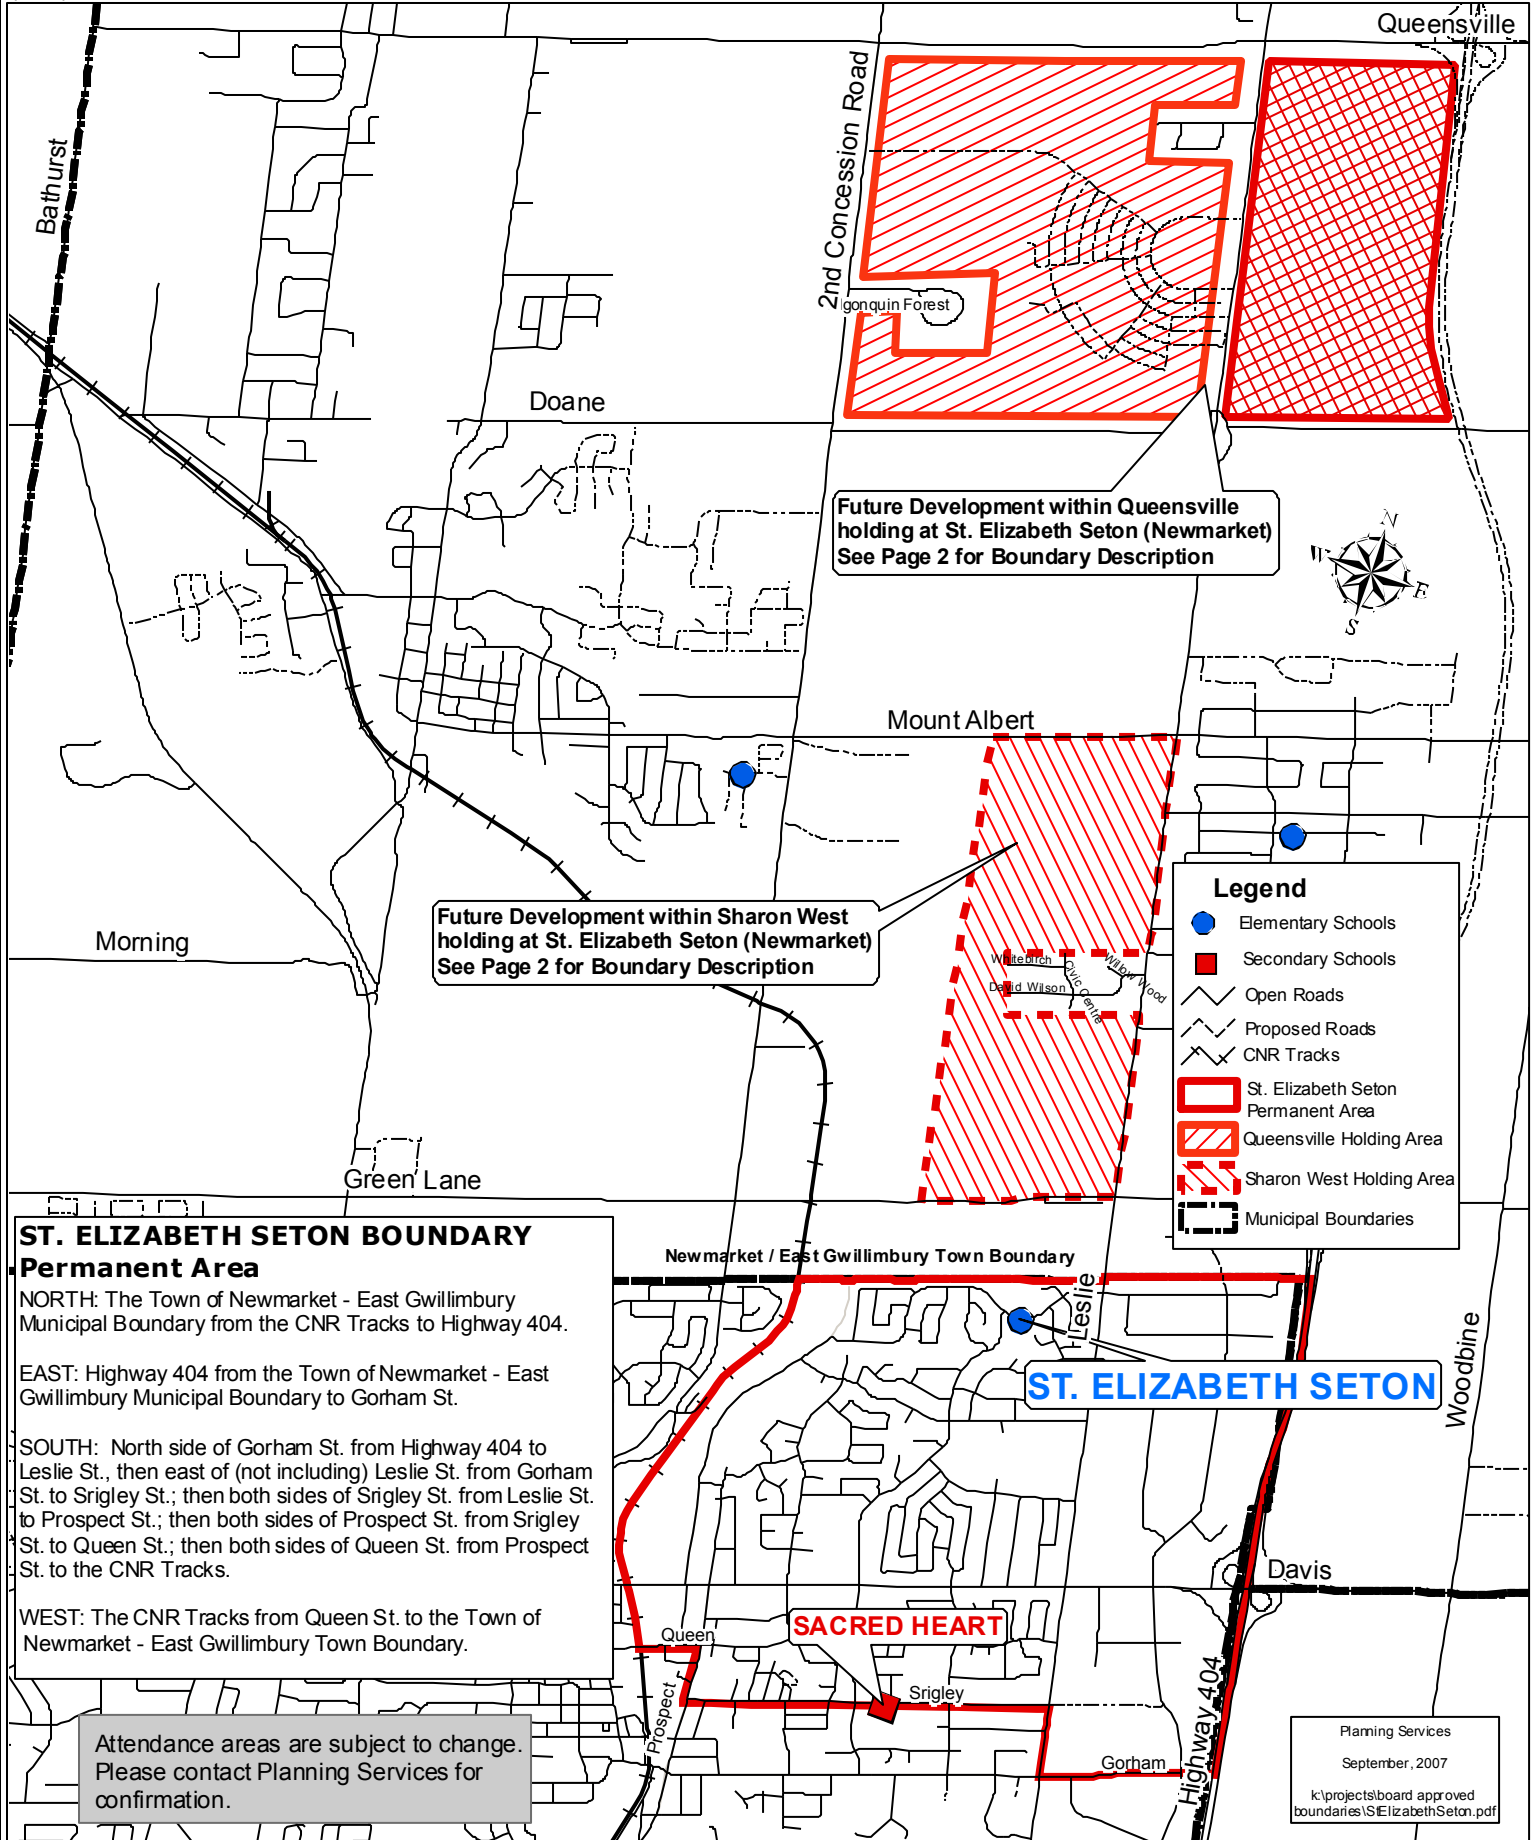 Queensville
2nd Concession Road
Bathurst
gonquin Forest
Doane
Future Development within Queensville
holding at St. Elizabeth Seton (Newmarket)
See Page 2 for Boundary Description
N
W
E
S
Mount Albert
Future Development within Sharon West
holding at St. Elizabeth Seton (Newmarket)
See Page 2 for Boundary Description
Morning
Whitebirch
Civic Centre
Willow Wood
David Wilson
Legend
Elementary Schools
Secondary Schools
Open Roads
Proposed Roads
CNR Tracks
St. Elizabeth Seton
Permanent Area
Queensville Holding Area
Sharon West Holding Area
Municipal Boundaries
Green Lane
Newmarket / East Gwillimbury Town Boundary
Leslie
ST. ELIZABETH SETON
Woodbine
ST. ELIZABETH SETON BOUNDARY
Permanent Area
NORTH: The Town of Newmarket - East Gwillimbury
Municipal Boundary from the CNR Tracks to Highway 404.
EAST: Highway 404 from the Town of Newmarket - East
Gwillimbury Municipal Boundary to Gorham St.
SOUTH: North side of Gorham St. from Highway 404 to
Leslie St., then east of (not including) Leslie St. from Gorham
St. to Srigley St.; then both sides of Srigley St. from Leslie St.
to Prospect St.; then both sides of Prospect St. from Srigley
St. to Queen St.; then both sides of Queen St. from Prospect
St. to the CNR Tracks.
WEST: The CNR Tracks from Queen St. to the Town of
Newmarket - East Gwillimbury Town Boundary.
Davis
Queen
SACRED HEART
Srigley
Prospect
Gorham
Highway 404
Attendance areas are subject to change.
Please contact Planning Services for
confirmation.
Planning Services
September, 2007
k:\projects\board approved
boundaries\StElizabethSeton.pdf